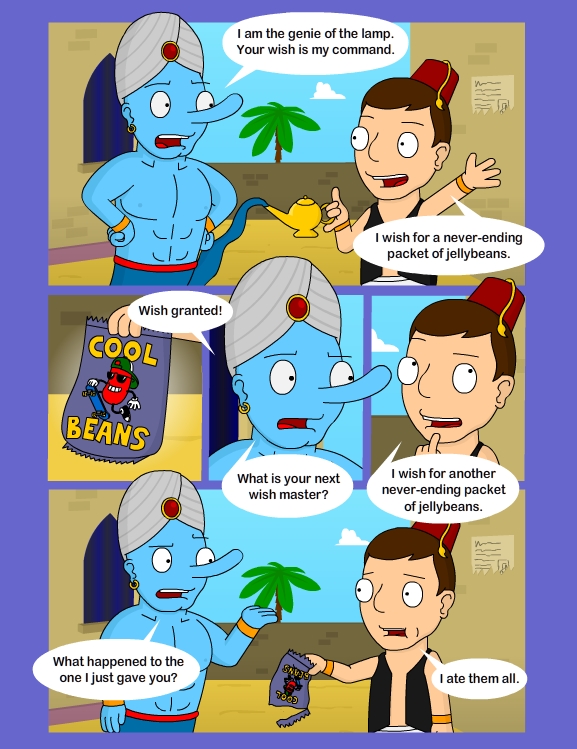 I am the genie of the lamp.
Your wish is my command.
I wish for a never-ending
packet of jellybeans.
Wish granted!
COOL
BEANS
What is your next
wish master?
I wish for another
never-ending packet
of jellybeans.
What happened to the
one I just gave you?
COOL
BEANS
I ate them all.